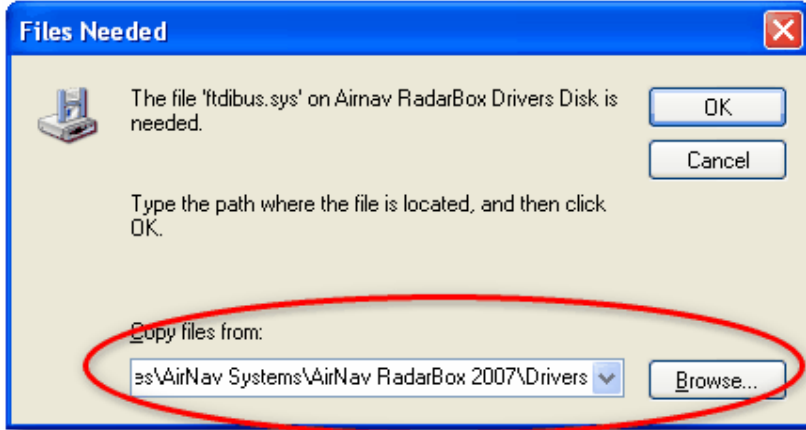 Files Needed
The file 'ftdibus.sys' on Airnav RadarBox Drivers Disk is
needed.
OK
Cancel
Type the path where the file is located, and then click
OK.
Copy files from:
es\AirNav Systems\AirNav RadarBox 2007\Drivers
Browse...